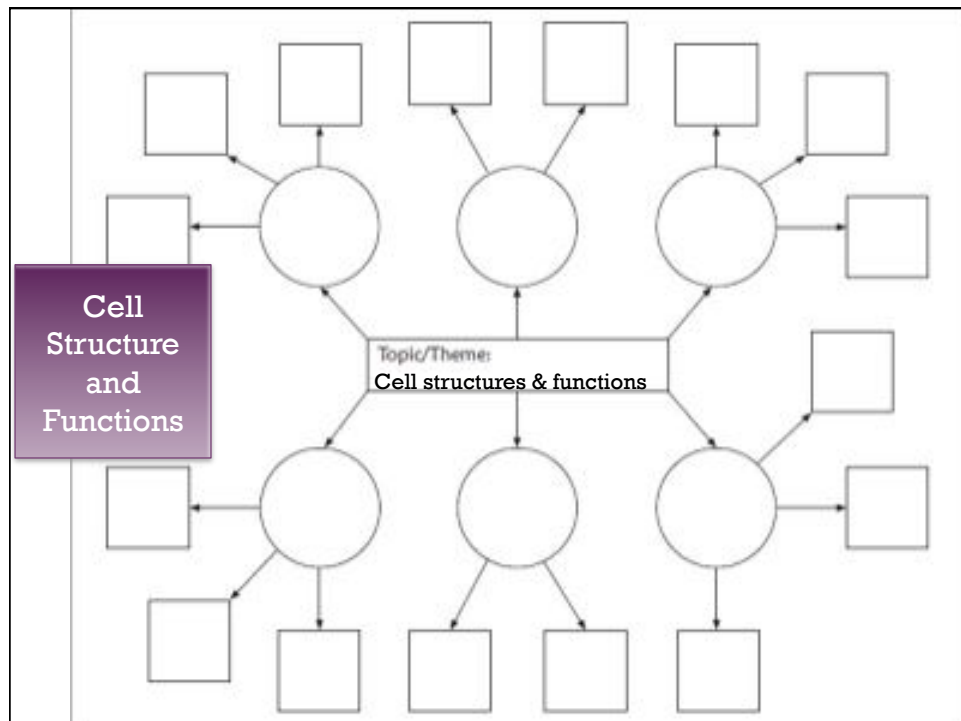 Cell
Structure
and
Functions
Topic/Theme:
Cell structures & functions